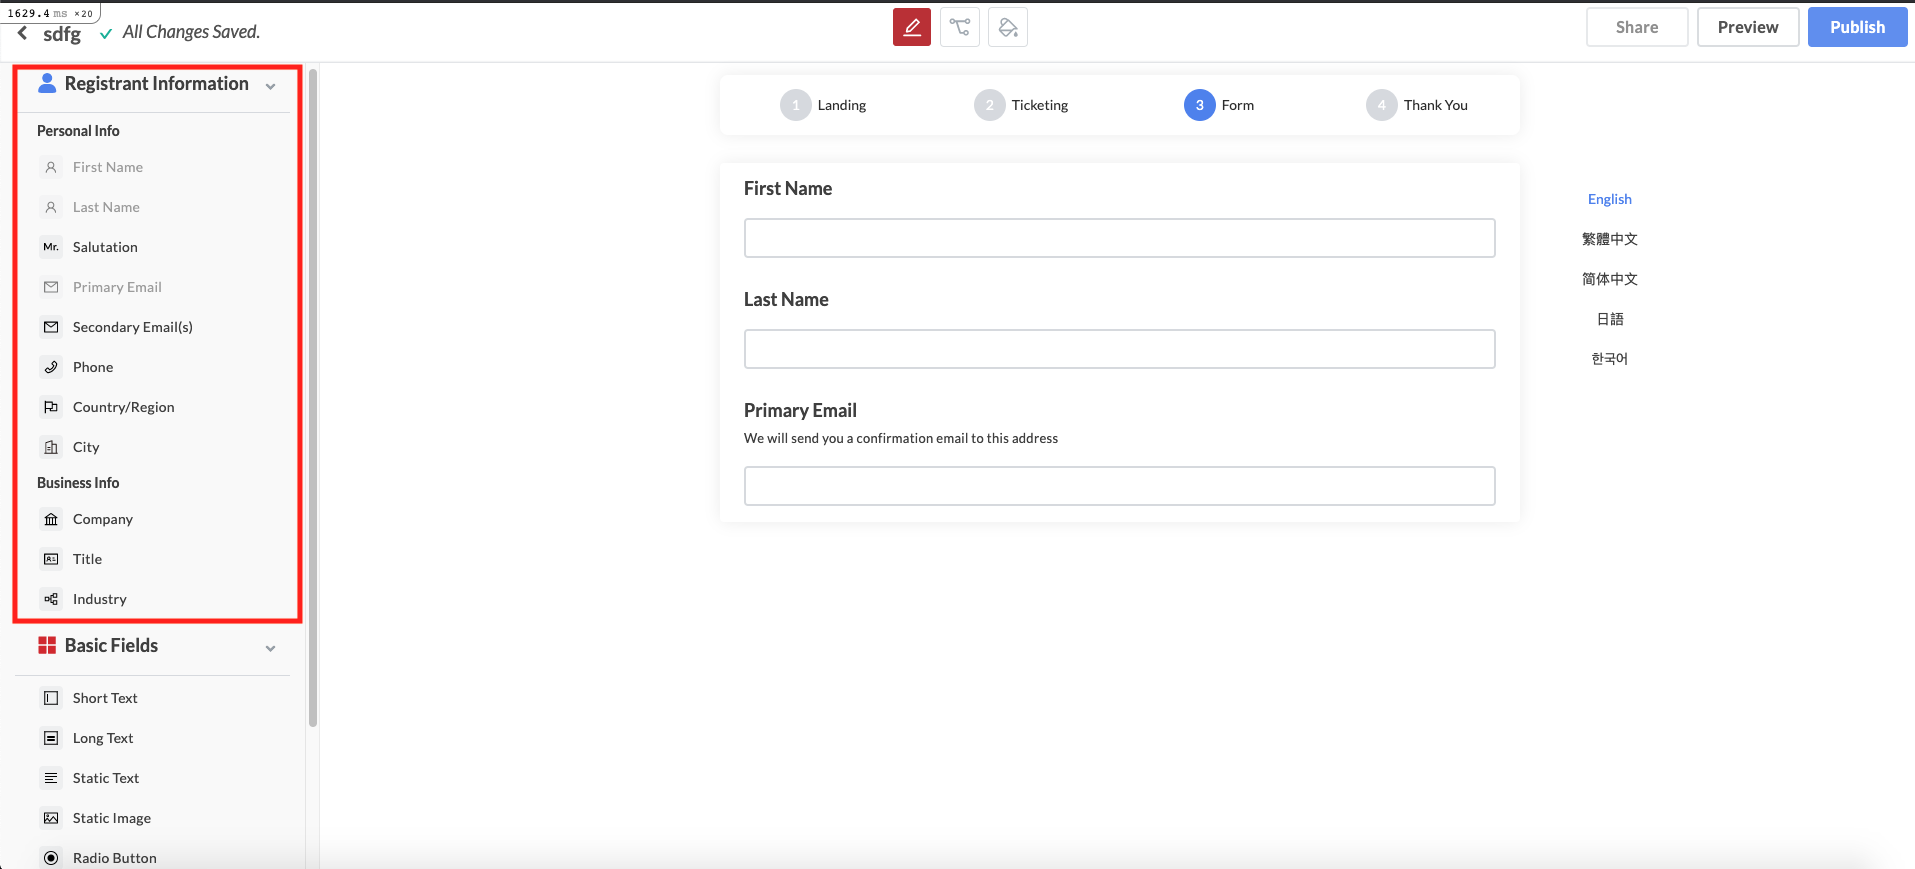 1629.4 ms ×20
sdfg
All Changes Saved.
Share
Preview
Publish
Registrant Information
Personal Info
First Name
Last Name
Mr. Salutation
Primary Email
Secondary Email(s)
Phone
Country/Region
City
Business Info
Company
Title
Industry
Basic Fields
Short Text
Long Text
Static Text
Static Image
Radio Button
1 Landing
2 Ticketing
3 Form
4 Thank You
First Name
Last Name
Primary Email
We will send you a confirmation email to this address
English
繁體中文
简体中文
日語
한국어